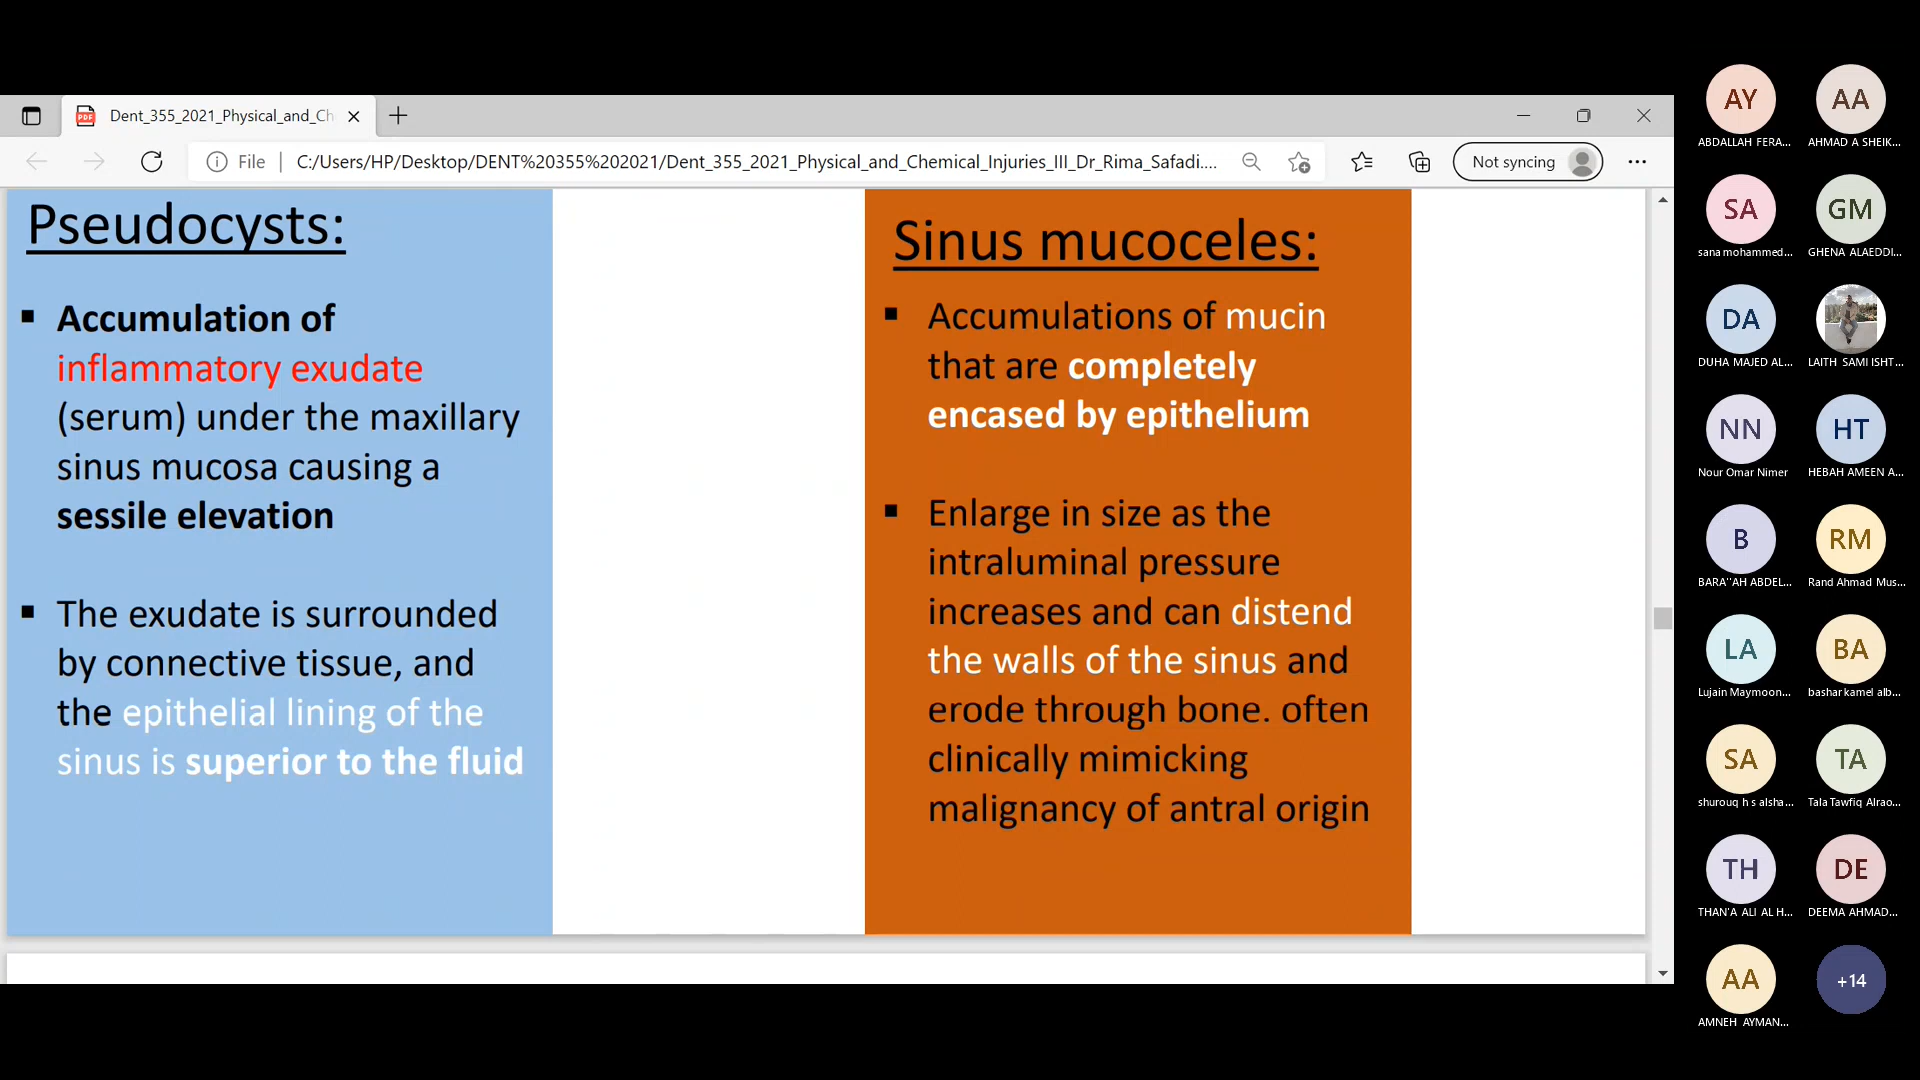 Dent_355_2021_Physical_and_Ch
File
C:/Users/HP/Desktop/DENT%20355%202021/Dent_355_2021_Physical_and_Chemical_Injuries_III_Dr_Rima_Safadi....
Not syncing
Pseudocysts:
▪ Accumulation of
inflammatory exudate
(serum) under the maxillary
sinus mucosa causing a
sessile elevation
▪ The exudate is surrounded
by connective tissue, and
the epithelial lining of the
sinus is superior to the fluid
Sinus mucoceles:
▪ Accumulations of mucin
that are completely
encased by epithelium
▪ Enlarge in size as the
intraluminal pressure
increases and can distend
the walls of the sinus and
erode through bone. often
clinically mimicking
malignancy of antral origin
AY
ABDALLAH FERA...
AA
AHMAD A SHEIK...
SA
sana mohammed...
GM
GHENA ALAEDDI...
DA
DUHA MAJED AL...
LAITH SAMI ISHT...
NN
Nour Omar Nimer
HT
HEBAH AMEEN A...
B
BARA''AH ABDEL...
RM
Rand Ahmad Mus...
LA
Lujain Maymoon...
BA
bashar kamel alb...
SA
shurouq h s alsha...
TA
Tala Tawfiq Alrao...
TH
THAN'A ALI AL H...
DE
DEEMA AHMAD...
AA
AMNEH AYMAN...
+14